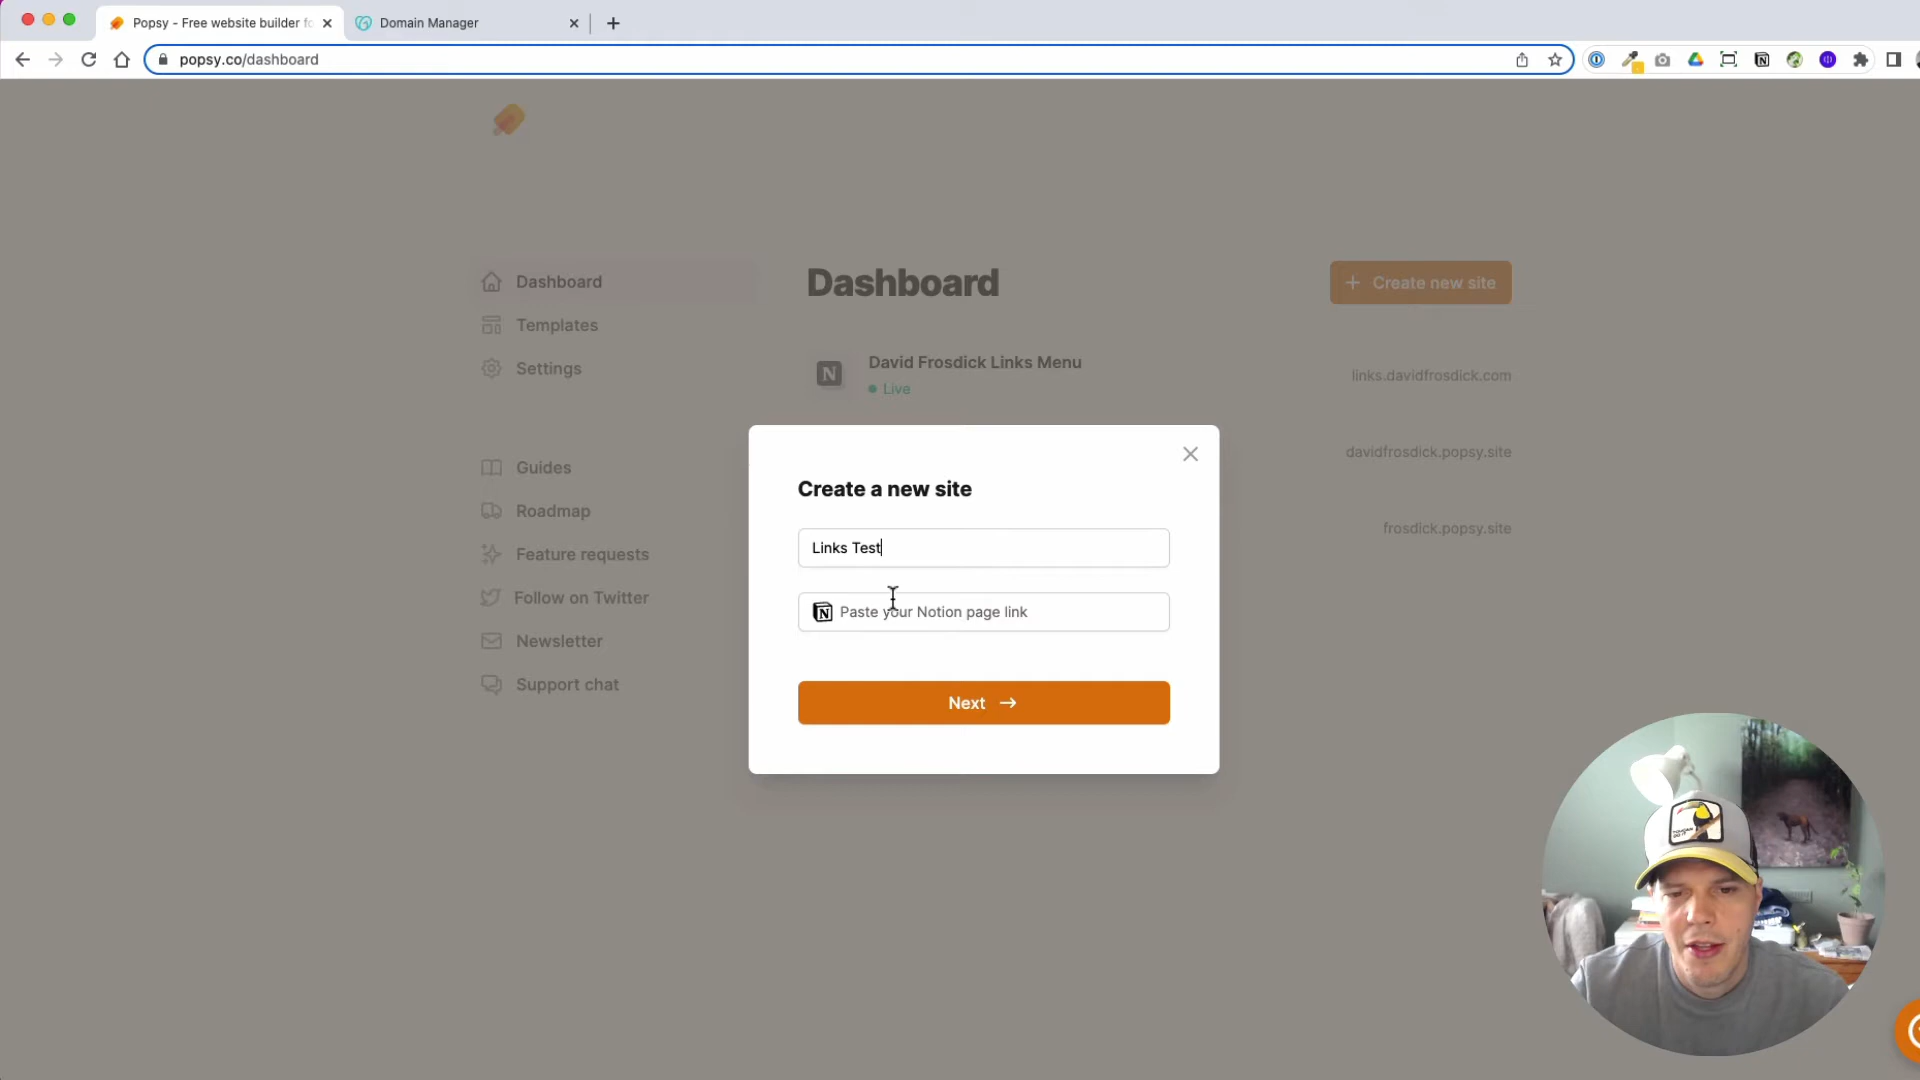 Popsy - Free website builder fo
Domain Manager
popsy.co/dashboard
Dashboard
Templates
Settings
Guides
Roadmap
Feature requests
Follow on Twitter
Newsletter
Support chat
Dashboard
Create new site
David Frosdick Links Menu
Live
links.davidfrosdick.com
davidfrosdick.popsy.site
frosdick.popsy.site
Create a new site
Links Test
Paste your Notion page link
Next